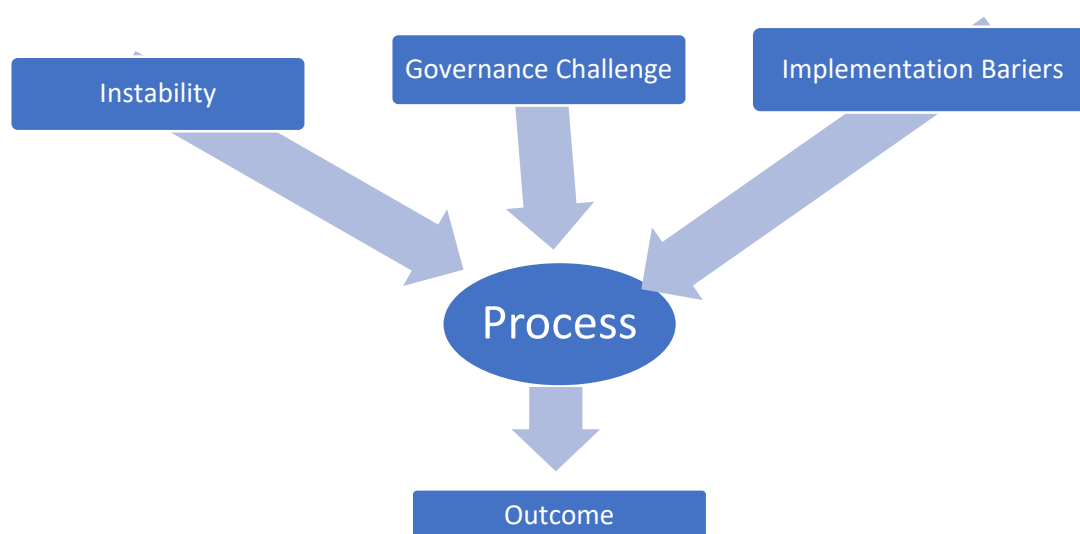 Instability
Governance Challenge
Implementation Bariers
Process
Outcome